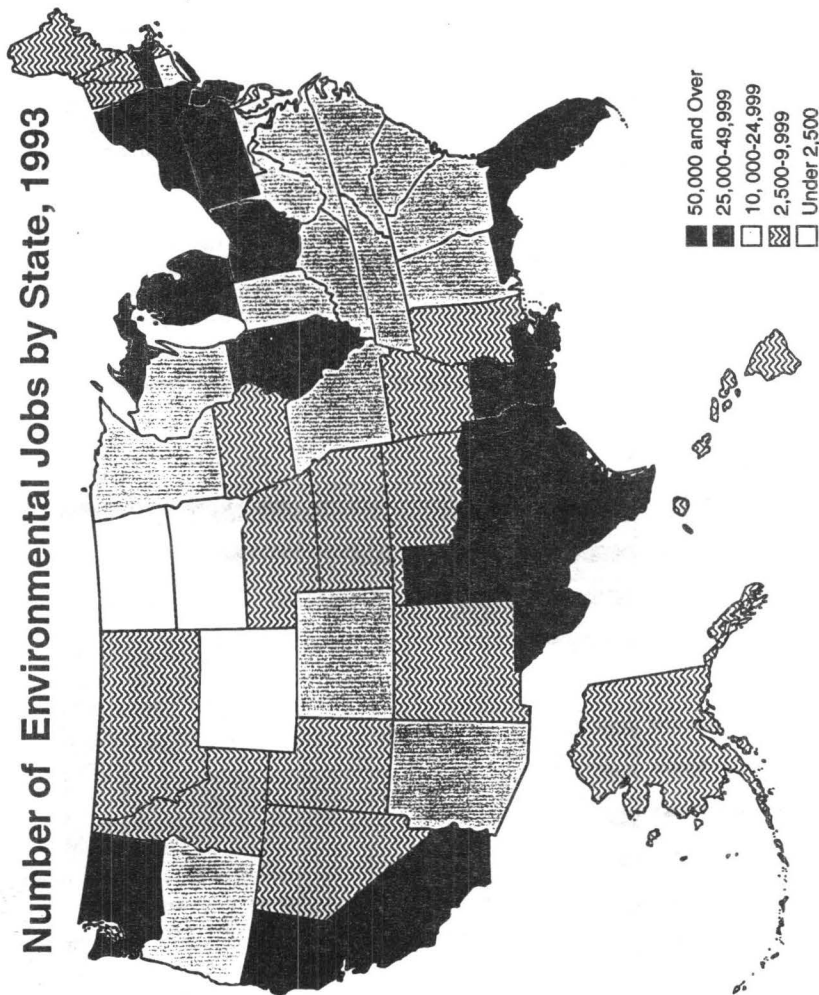 Number of Environmental Jobs by State, 1993
50,000 and Over
25,000-49,999
10, 000-24,999
2,500-9,999
Under 2,500